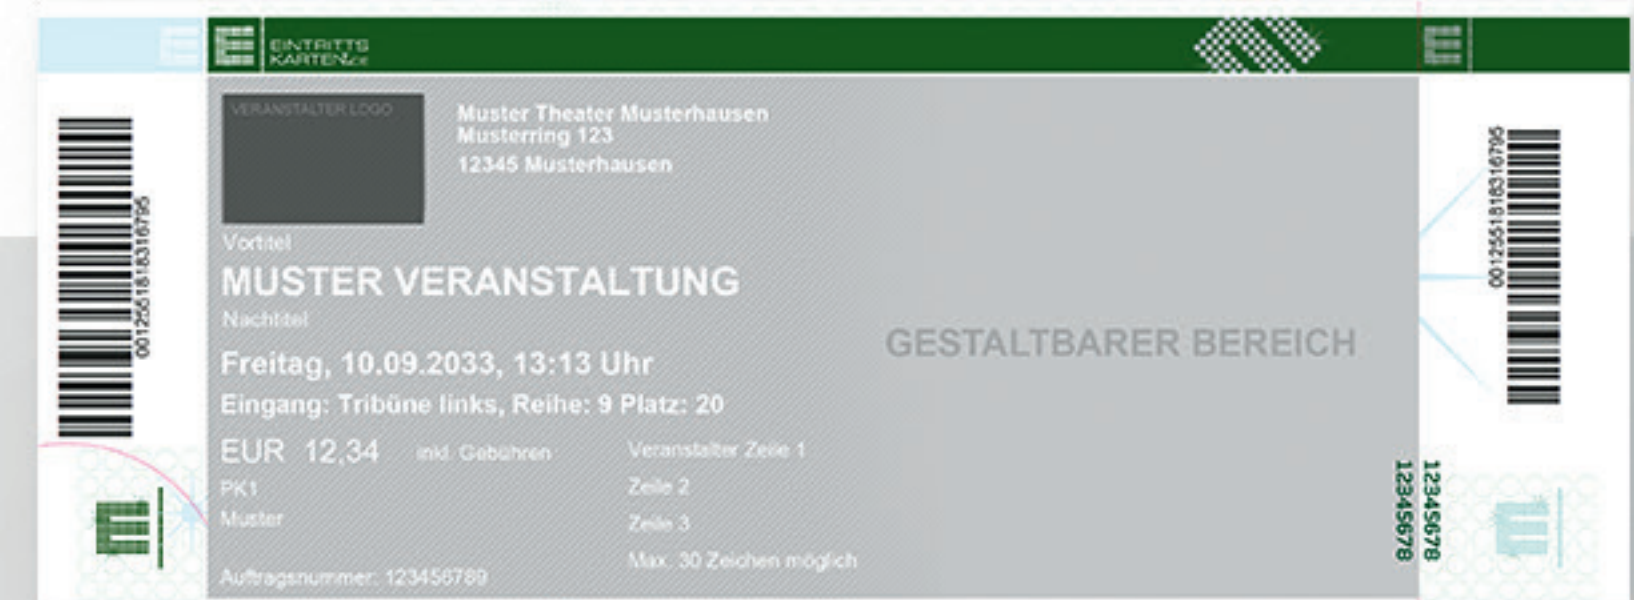 EINTRITTS
KARTEN.DE
VERANSTALTER LOGO
Muster Theater Musterhausen
Musterring 123
12345 Musterhausen
Vortitel
MUSTER VERANSTALTUNG
Nachtitel
Freitag, 10.09.2033, 13:13 Uhr
Eingang: Tribüne links, Reihe: 9 Platz: 20
EUR 12,34 inkl. Gebühren
PK1
Muster
Auftragsnummer: 123456789
Veranstalter Zeile 1
Zeile 2
Zeile 3
Max. 30 Zeichen möglich
GESTALTBARER BEREICH
0012551818316795
0012551818316795
12345678
12345678